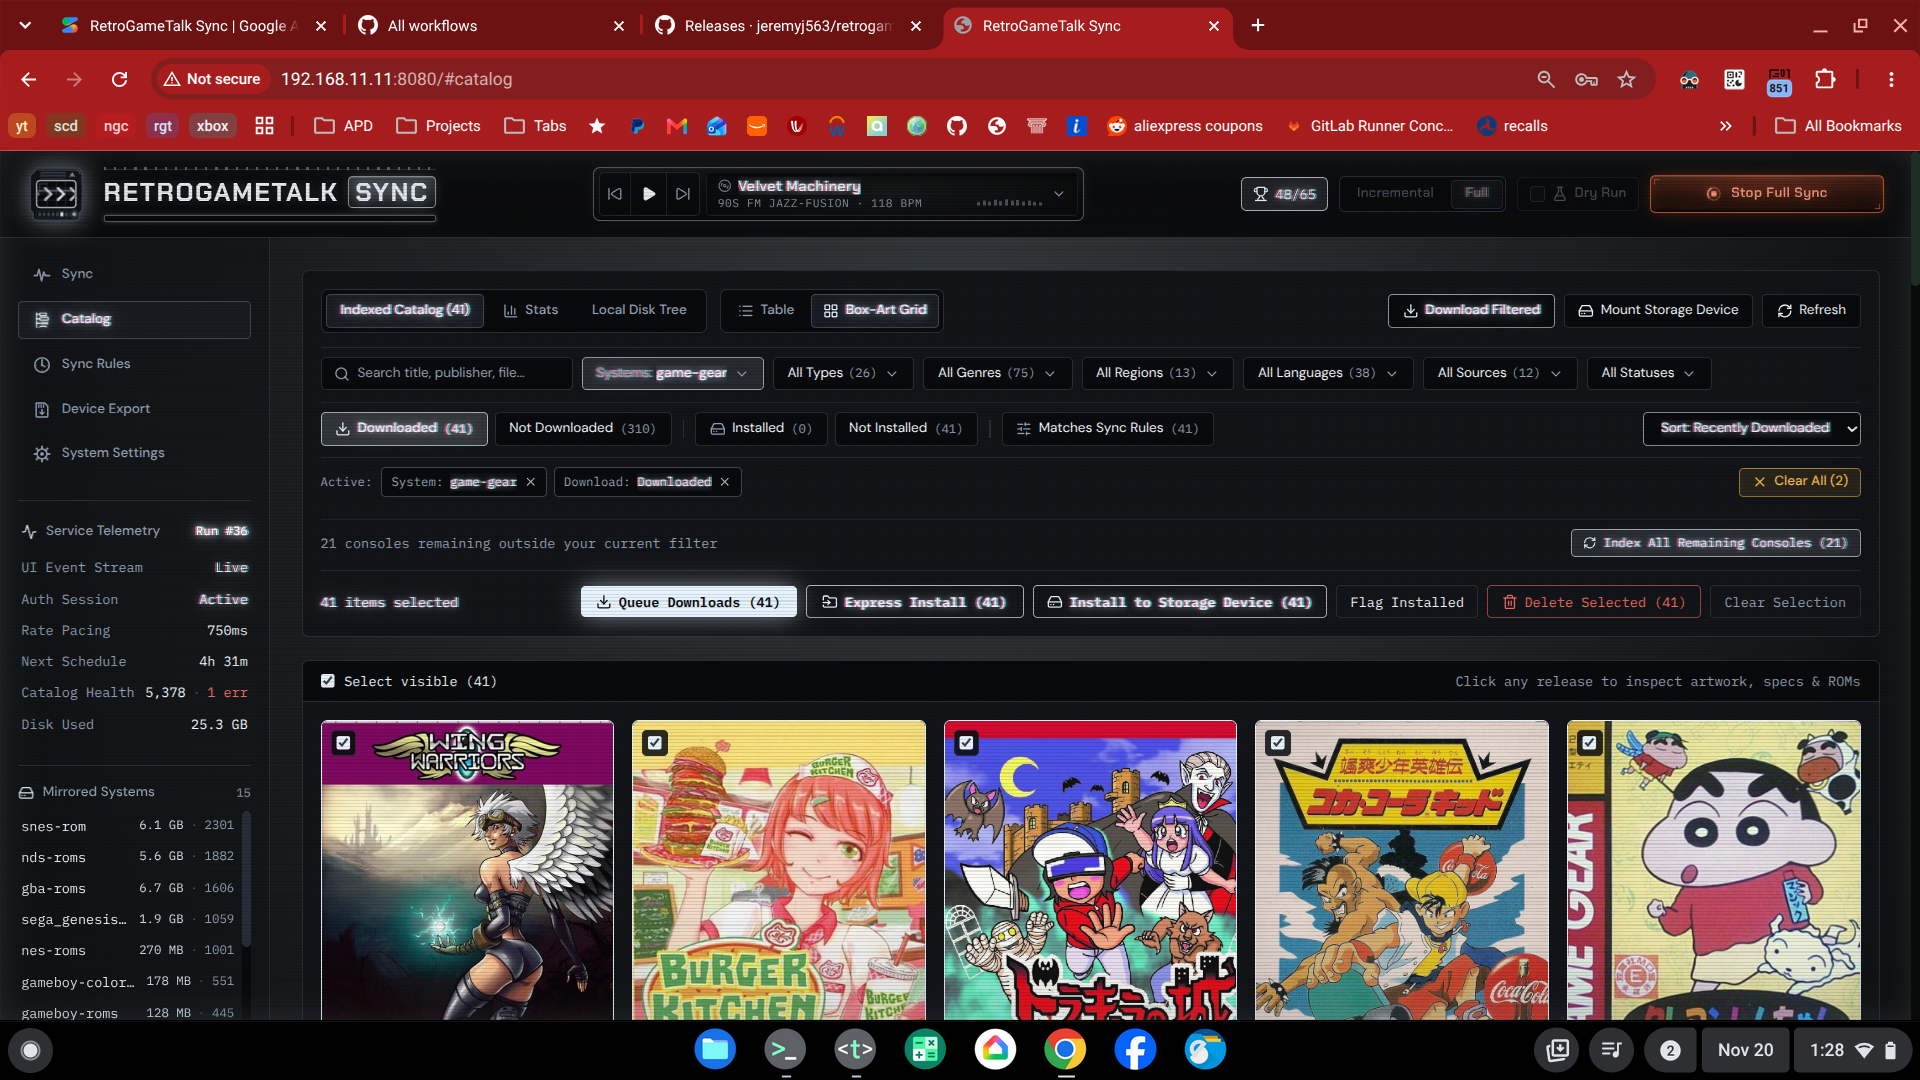 RetroGameTalk Sync | Google A
All workflows
Releases · jeremyj563/retrogam
RetroGameTalk Sync
Not secure
192.168.11.11:8080/#catalog
851
yt
scd
ngc
rgt
xbox
APD
Projects
Tabs
aliexpress coupons
GitLab Runner Conc...
recalls
All Bookmarks
RETROGAMETALK SYNC
Velvet Machinery
90S FM JAZZ-FUSION · 118 BPM
48/65
Incremental
Full
Dry Run
Stop Full Sync
Sync
Catalog
Sync Rules
Device Export
System Settings
Indexed Catalog (41)
Stats
Local Disk Tree
Table
Box-Art Grid
Download Filtered
Mount Storage Device
Refresh
Search title, publisher, file...
Systems: game-gear
All Types (26)
All Genres (75)
All Regions (13)
All Languages (38)
All Sources (12)
All Statuses
Downloaded (41)
Not Downloaded (310)
Installed (0)
Not Installed (41)
Matches Sync Rules (41)
Sort: Recently Downloaded
Active:
System: game-gear
Download: Downloaded
Clear All (2)
21 consoles remaining outside your current filter
Index All Remaining Consoles (21)
41 items selected
Queue Downloads (41)
Express Install (41)
Install to Storage Device (41)
Flag Installed
Delete Selected (41)
Clear Selection
Service Telemetry
Run #36
UI Event Stream
Live
Auth Session
Active
Rate Pacing
750ms
Next Schedule
4h 31m
Catalog Health
5,378 · 1 err
Disk Used
25.3 GB
Mirrored Systems
15
snes-rom
6.1 GB · 2301
nds-roms
5.6 GB · 1882
gba-roms
6.7 GB · 1606
sega_genesis...
1.9 GB · 1059
nes-roms
270 MB · 1001
gameboy-color...
178 MB · 551
gameboy-roms
128 MB · 445
Select visible (41)
Click any release to inspect artwork, specs & ROMs
WING
WARRIORS
BURGER
KITCHEN
BURGER
KITCHEN
BURGER
ドラキュラの城
颯爽少年英雄伝
コカ・コーラキッド
Coca-Cola
GAME GEAR
2
Nov 20
1:28